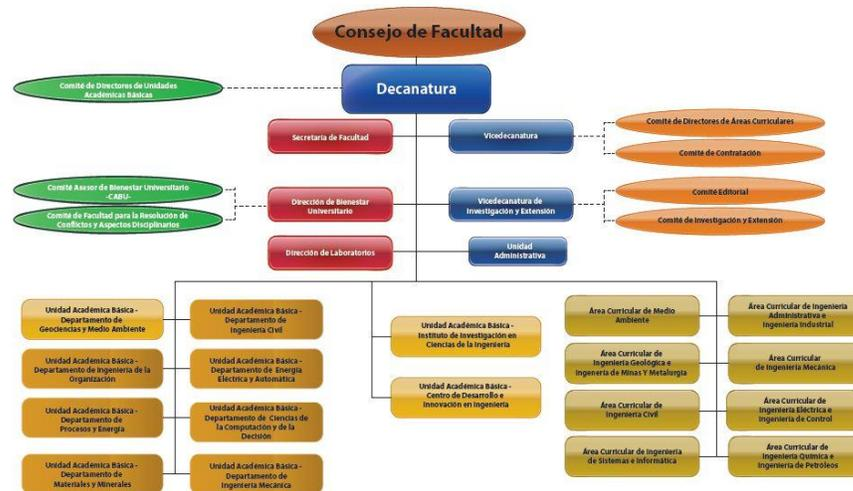 Consejo de Facultad
Decanatura
Comité de Directores de Unidades
Académicas Básicas
Secretaría de Facultad
Vicedecanatura
Comité de Directores de Áreas Curriculares
Comité de Contratación
Comité Asesor de Bienestar Universitario
-CABU-
Comité de Facultad para la Resolución de
Conflictos y Aspectos Disciplinarios
Dirección de Bienestar
Universitario
Vicedecanatura de
Investigación y Extensión
Comité Editorial
Comité de Investigación y Extensión
Dirección de Laboratorios
Unidad
Administrativa
Unidad Académica Básica -
Departamento de
Geociencias y Medio Ambiente
Unidad Académica Básica -
Departamento de
Ingeniería Civil
Unidad Académica Básica -
Departamento de Ingeniería de la
Organización
Unidad Académica Básica -
Departamento de Energía
Eléctrica y Automática
Unidad Académica Básica -
Departamento de
Procesos y Energía
Unidad Académica Básica -
Departamento de Ciencias de
la Computación y de la
Decisión
Unidad Académica Básica -
Departamento de
Materiales y Minerales
Unidad Académica Básica -
Departamento de
Ingeniería Mecánica
Unidad Académica Básica -
Instituto de Investigación en
Ciencias de la Ingeniería
Unidad Académica Básica -
Centro de Desarrollo e
Innovación en Ingeniería
Área Curricular de Medio
Ambiente
Área Curricular de Ingeniería
Administrativa e
Ingeniería Industrial
Área Curricular de
Ingeniería Geológica e
Ingenería de Minas Y Metalurgia
Área Curricular
de Ingeniería Mecánica
Área Curricular de
Ingeniería Civil
Área Curricular de
Ingeniería Eléctrica e
Ingeniería de Control
Área Curricular de Ingeniería
de Sistemas e Informática
Área Curricular de
Ingeniería Química e
Ingeniería de Petróleos